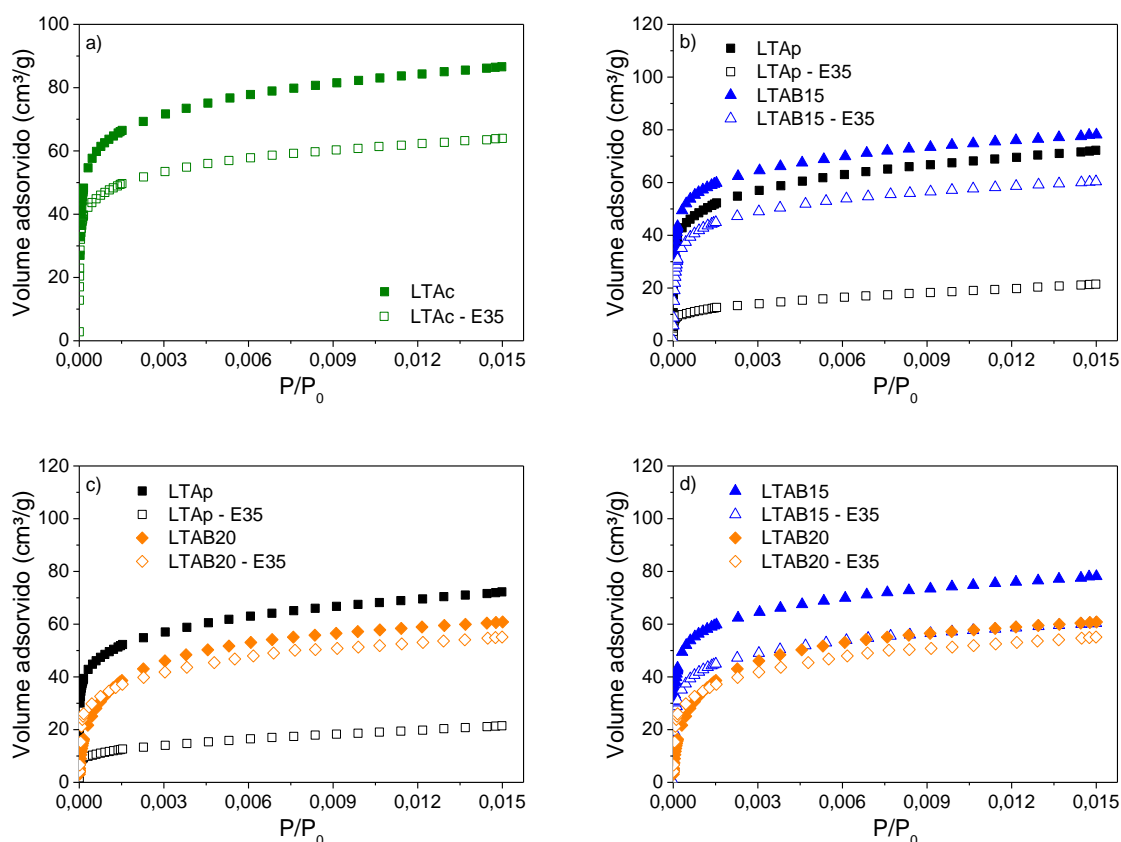 a)
Volume adsorvido (cm³/g)
100
80
60
40
20
0
LTAc
LTAc - E35
0,000 0,003 0,006 0,009 0,012 0,015
P/P0
b)
Volume adsorvido (cm³/g)
120
100
80
60
40
20
0
LTAp
LTAp - E35
LTAB15
LTAB15 - E35
0,000 0,003 0,006 0,009 0,012 0,015
P/P0
c)
Volume adsorvido (cm³/g)
120
100
80
60
40
20
0
LTAp
LTAp - E35
LTAB20
LTAB20 - E35
0,000 0,003 0,006 0,009 0,012 0,015
P/P0
d)
Volume adsorvido (cm³/g)
120
100
80
60
40
20
0
LTAB15
LTAB15 - E35
LTAB20
LTAB20 - E35
0,000 0,003 0,006 0,009 0,012 0,015
P/P0